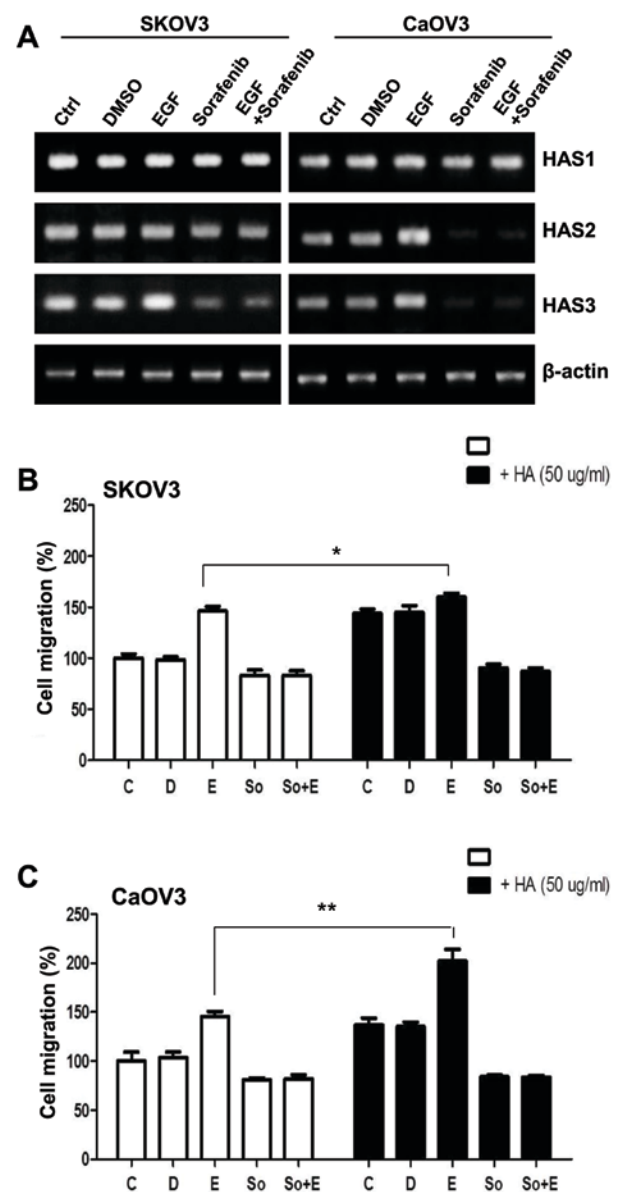 A
SKOV3
CaOV3
Ctrl
DMSO
EGF
Sorafenib
EGF
+Sorafenib
Ctrl
DMSO
EGF
Sorafenib
EGF
+Sorafenib
HAS1
HAS2
HAS3
β-actin
B
SKOV3
+ HA (50 ug/ml)
Cell migration (%)
250
200
150
100
50
0
*
C D E So So+E C D E So So+E
C
CaOV3
+ HA (50 ug/ml)
Cell migration (%)
250
200
150
100
50
0
**
C D E So So+E C D E So So+E